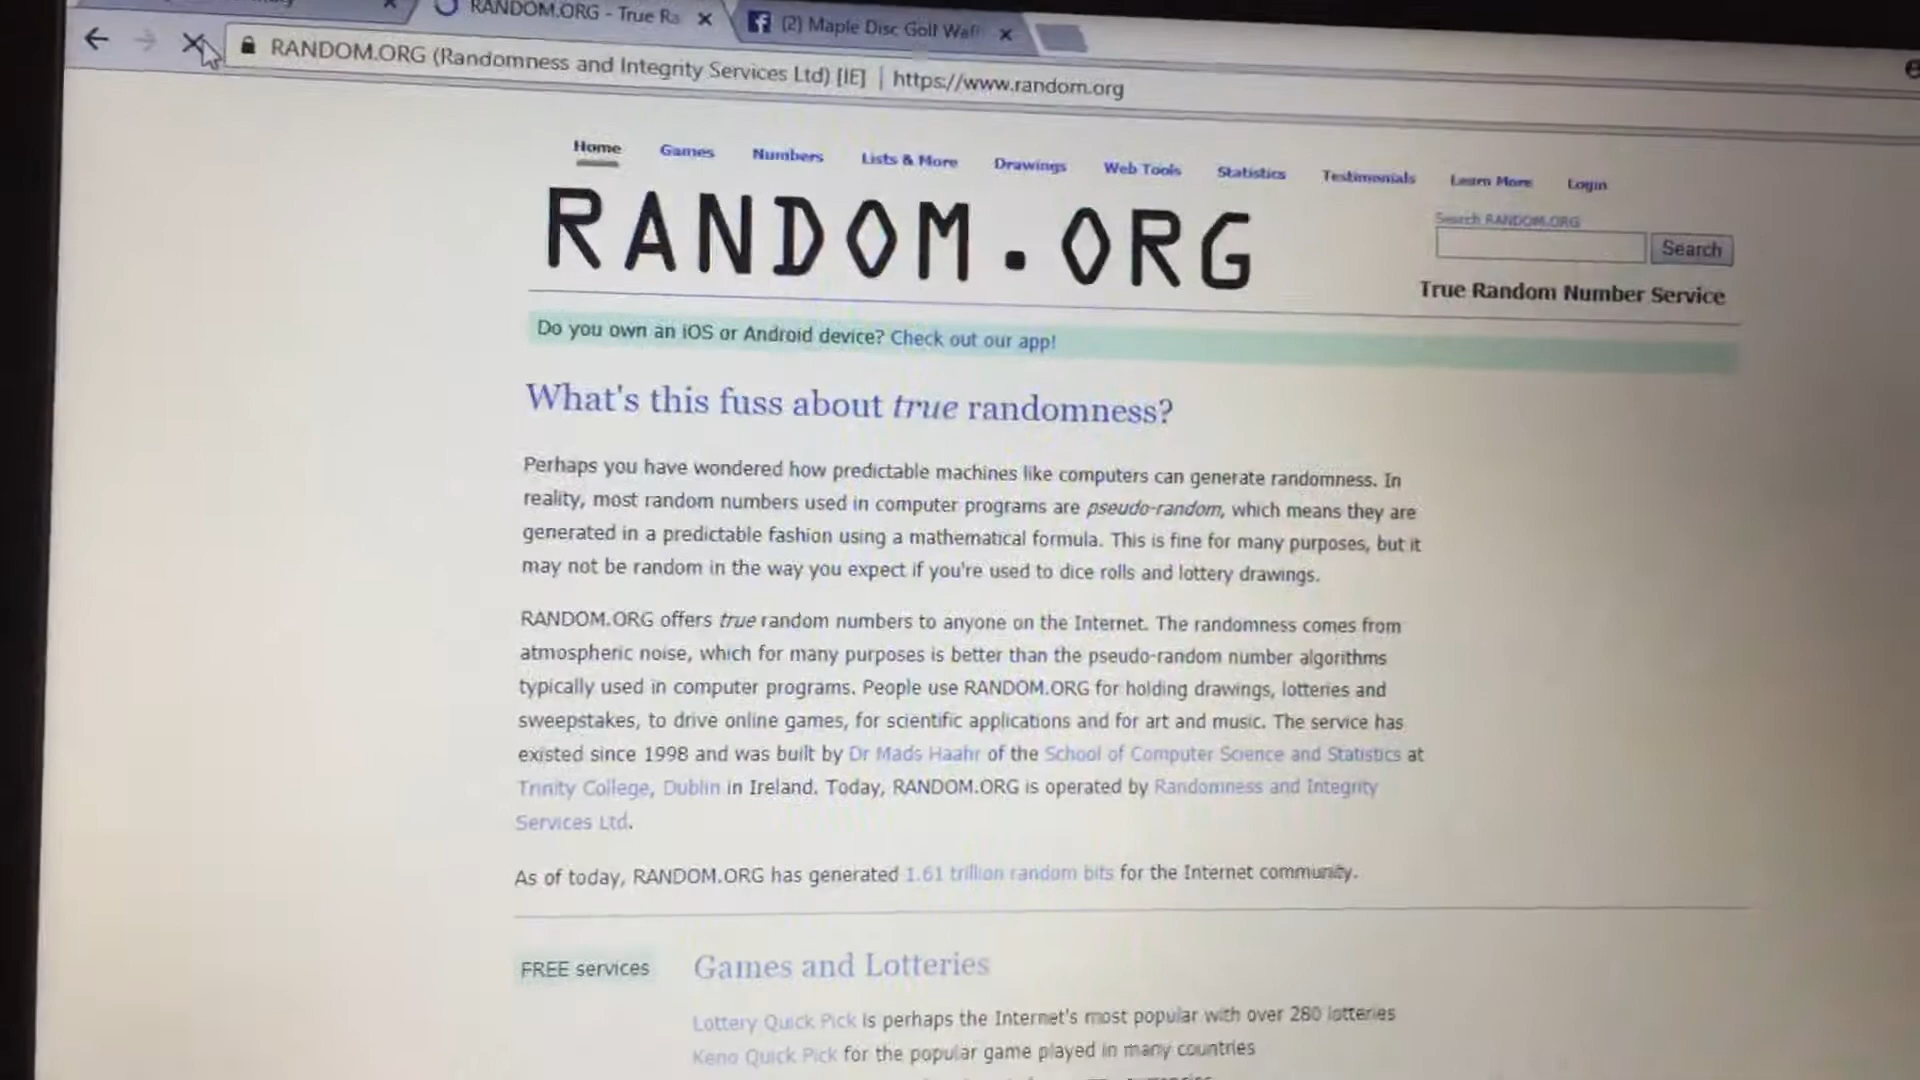 RANDOM.ORG - True Ra
(2) Maple Disc Golf Waf
RANDOM.ORG (Randomness and Integrity Services Ltd) [IE] | https://www.random.org
Home Games Numbers Lists & More Drawings Web Tools Statistics Testimonials Learn More Login
RANDOM.ORG
Search RANDOM.ORG
Search
True Random Number Service
Do you own an iOS or Android device? Check out our app!
What's this fuss about true randomness?
Perhaps you have wondered how predictable machines like computers can generate randomness. In
reality, most random numbers used in computer programs are pseudo-random, which means they are
generated in a predictable fashion using a mathematical formula. This is fine for many purposes, but it
may not be random in the way you expect if you're used to dice rolls and lottery drawings.
RANDOM.ORG offers true random numbers to anyone on the Internet. The randomness comes from
atmospheric noise, which for many purposes is better than the pseudo-random number algorithms
typically used in computer programs. People use RANDOM.ORG for holding drawings, lotteries and
sweepstakes, to drive online games, for scientific applications and for art and music. The service has
existed since 1998 and was built by Dr Mads Haahr of the School of Computer Science and Statistics at
Trinity College, Dublin in Ireland. Today, RANDOM.ORG is operated by Randomness and Integrity
Services Ltd.
As of today, RANDOM.ORG has generated 1.61 trillion random bits for the Internet community.
FREE services
Games and Lotteries
Lottery Quick Pick is perhaps the Internet's most popular with over 280 lotteries
Keno Quick Pick for the popular game played in many countries